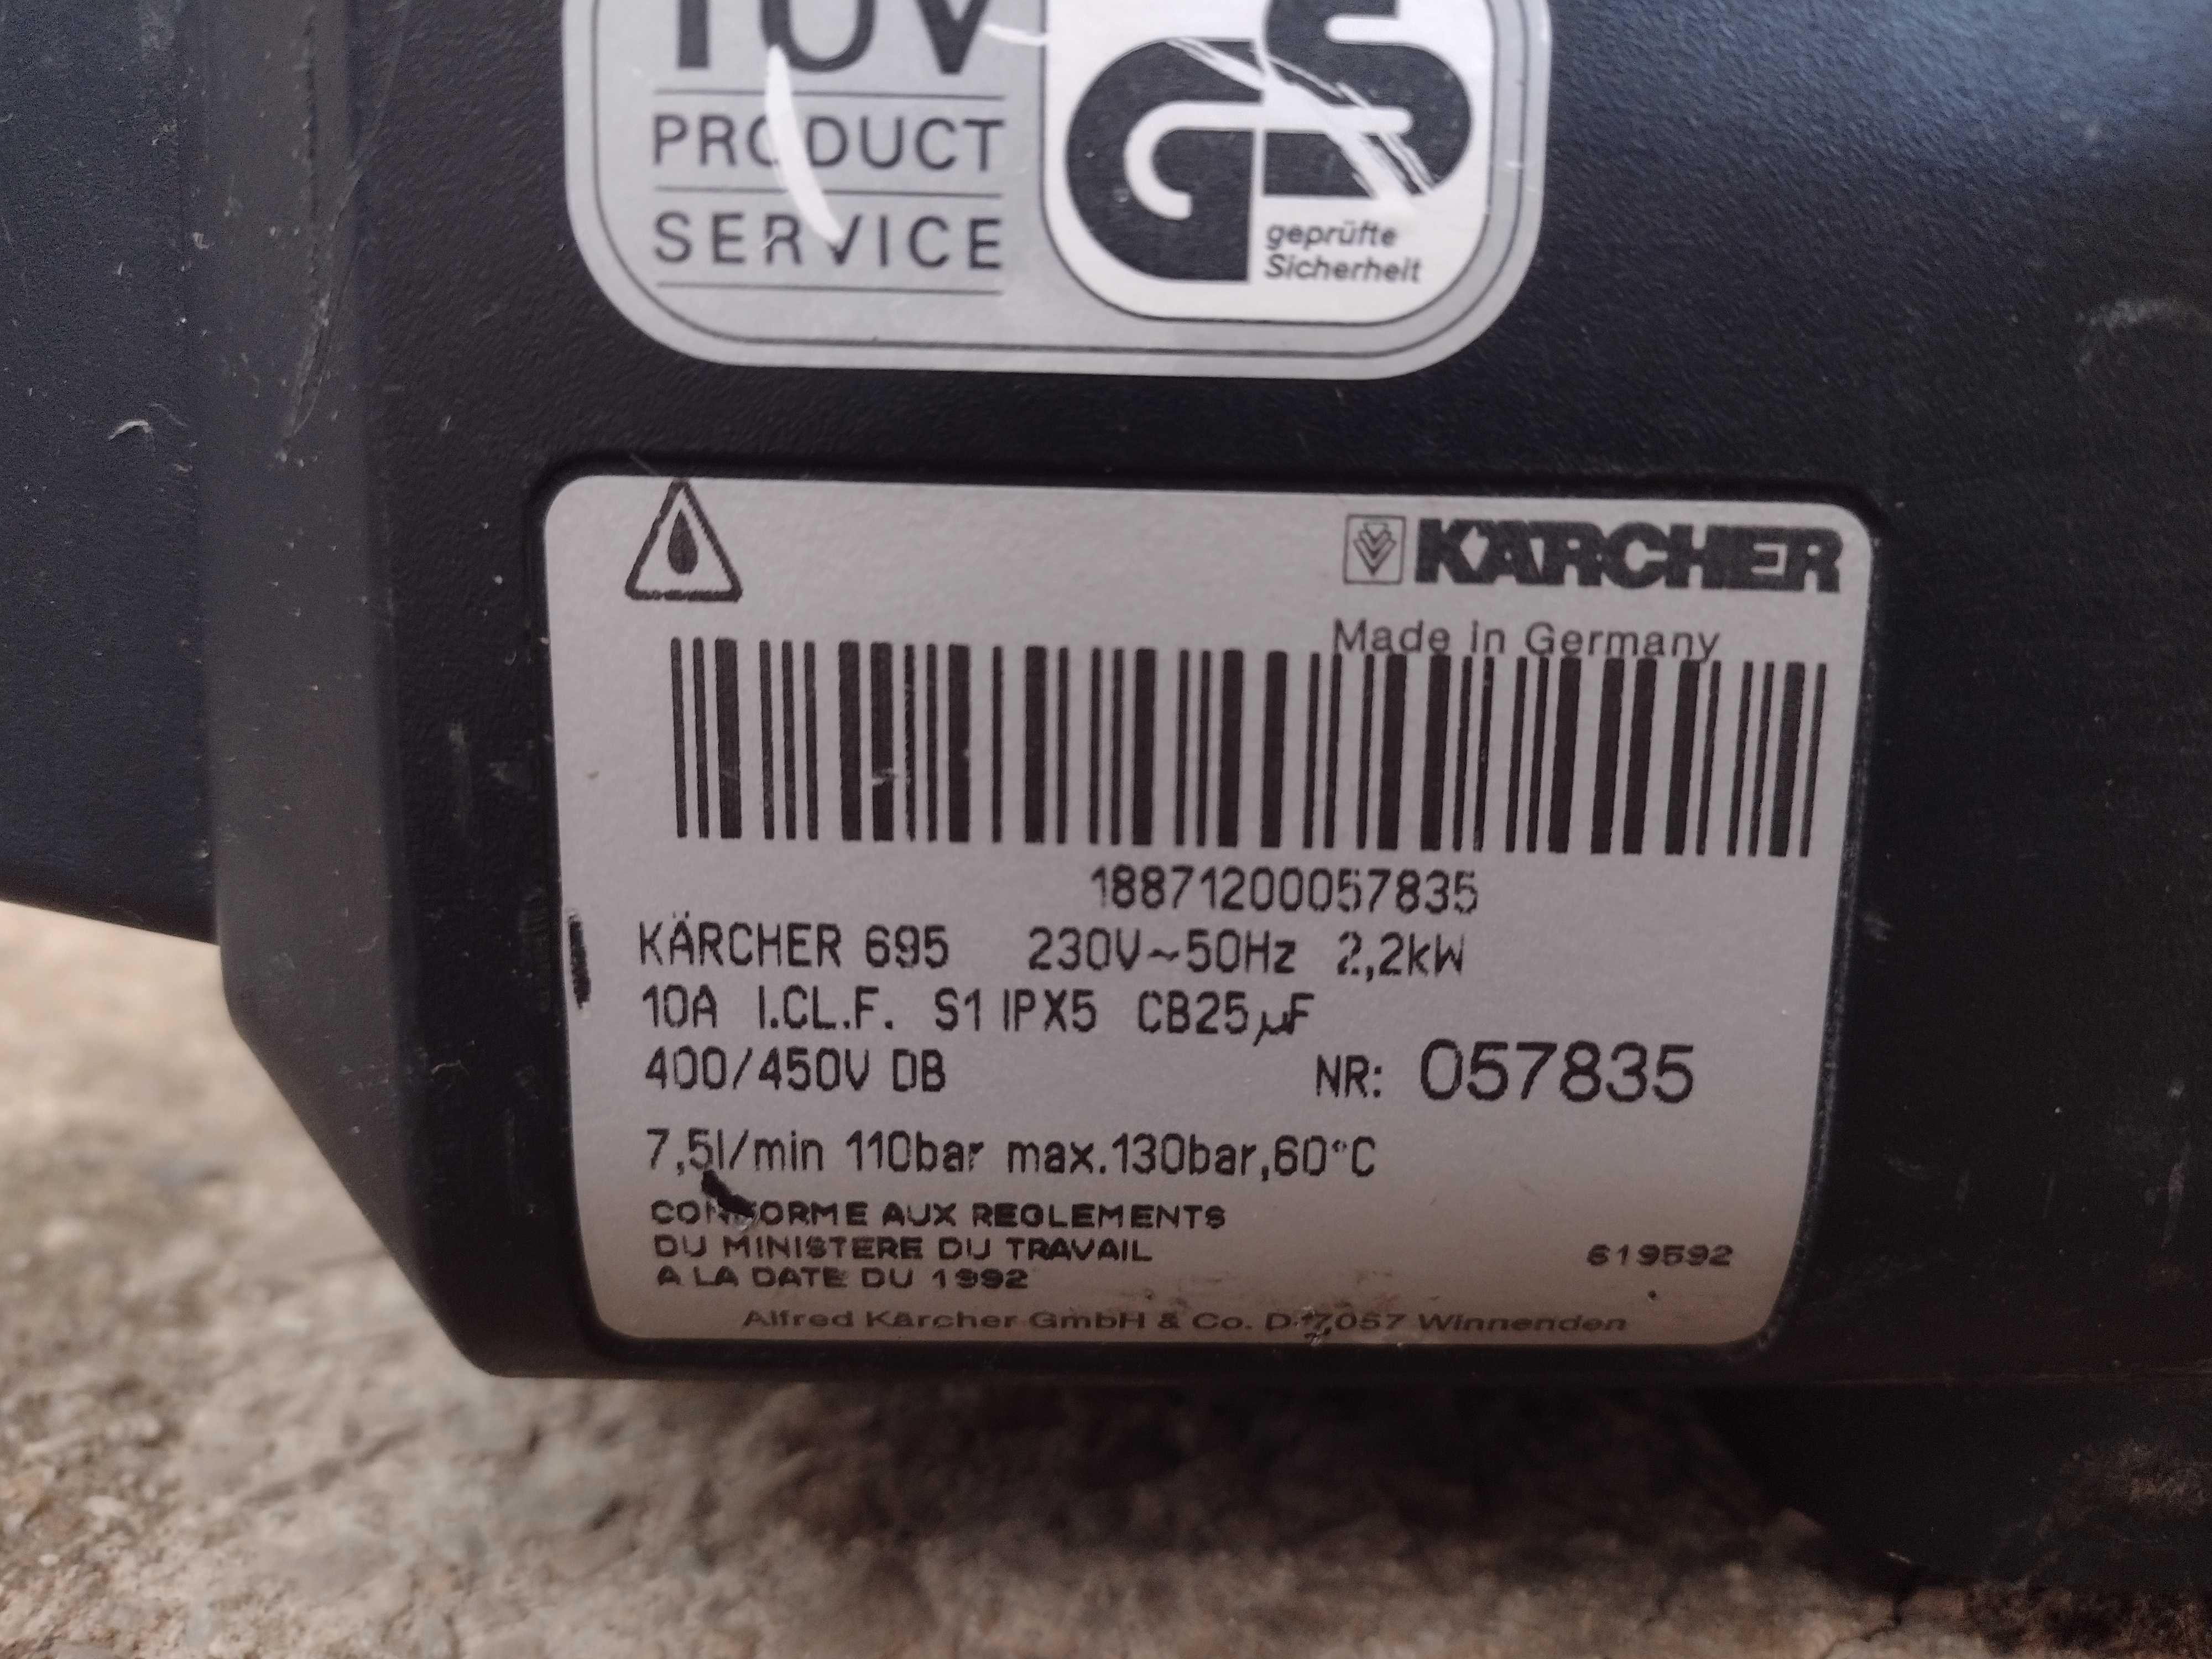 TÜV
PRODUCT
SERVICE
GS
geprüfte
Sicherheit
KÄRCHER
Made in Germany
18871200057835
KÄRCHER 695 230V~50Hz 2,2kW
10A I.CL.F. S1 IPX5 CB25µF
400/450V DB NR: 057835
7,5l/min 110bar max.130bar,60°C
CONFORME AUX REGLEMENTS
DU MINISTERE DU TRAVAIL
A LA DATE DU 1992
619592
Alfred Kärcher GmbH & Co. D-7057 Winnenden